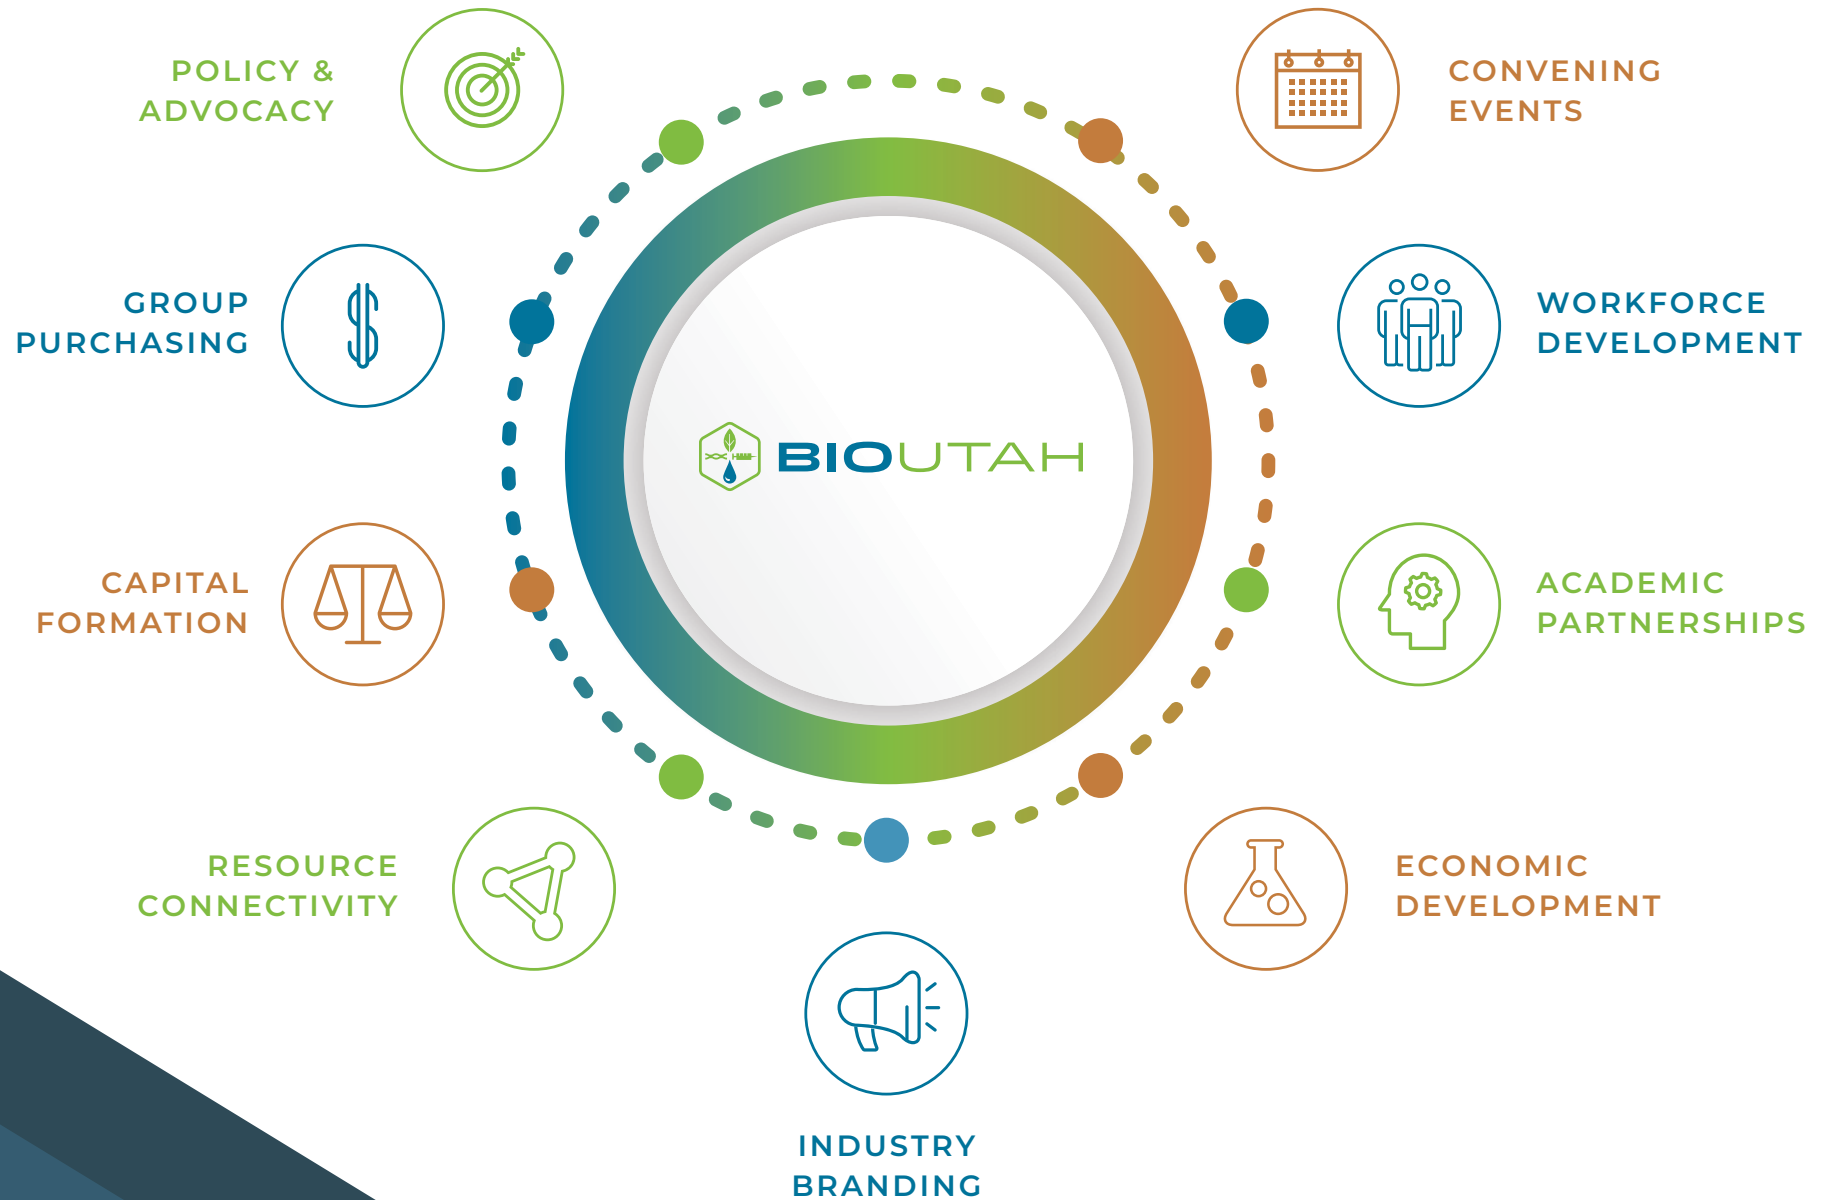 POLICY &
ADVOCACY
CONVENING
EVENTS
GROUP
PURCHASING
WORKFORCE
DEVELOPMENT
BIOUTAH
CAPITAL
FORMATION
ACADEMIC
PARTNERSHIPS
RESOURCE
CONNECTIVITY
ECONOMIC
DEVELOPMENT
INDUSTRY
BRANDING